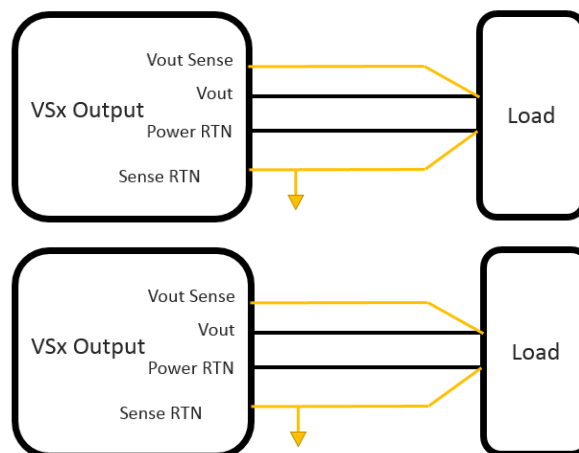 Vout Sense
Vout
VSx Output
Power RTN
Sense RTN
Load
Vout Sense
Vout
VSx Output
Power RTN
Sense RTN
Load